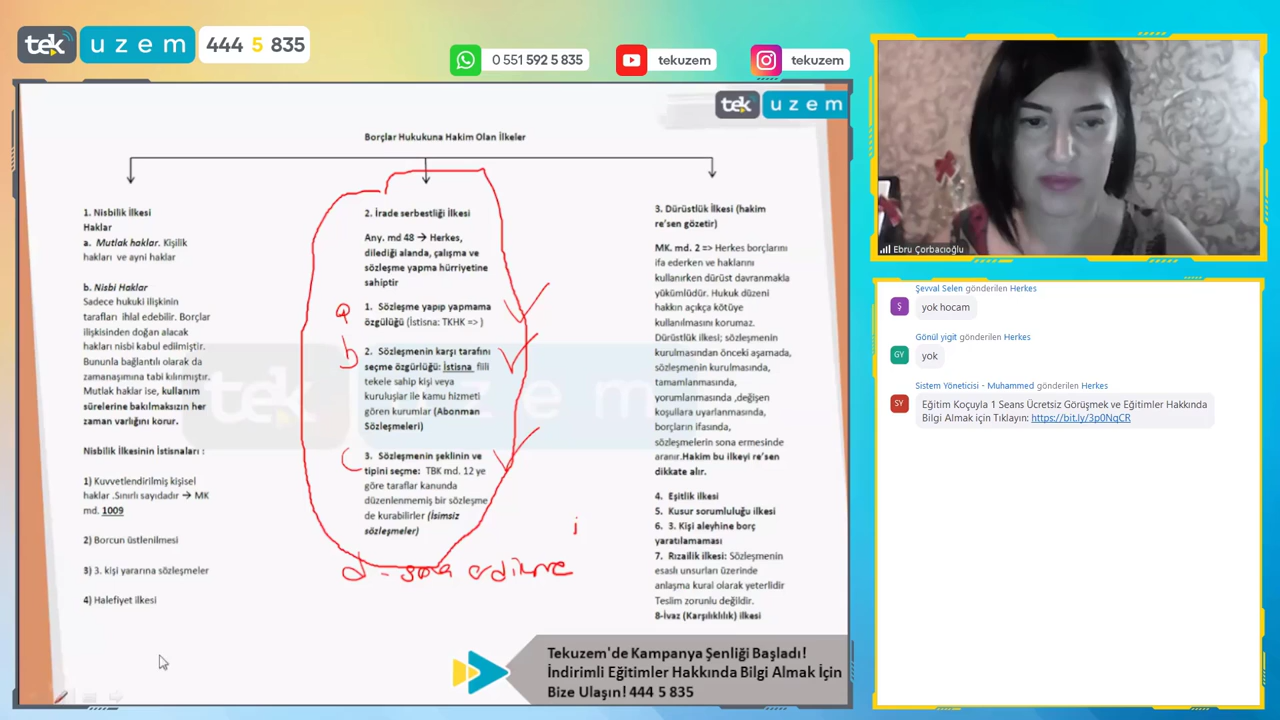 tek uzem 444 5 835
0 551 592 5 835
tekuzem
tekuzem
tek uzem
Borçlar Hukukuna Hakim Olan İlkeler
1. Nisbilik İlkesi
Haklar
a. Mutlak haklar. Kişilik
hakları ve ayni haklar
b. Nisbi Haklar
Sadece hukuki ilişkinin
tarafları ihlal edebilir. Borçlar
ilişkisinden doğan alacak
hakları nisbi kabul edilmiştir.
Bununla bağlantılı olarak da
zamanaşımına tabi kılınmıştır.
Mutlak haklar ise, kullanım
sürelerine bakılmaksızın her
zaman varlığını korur.
Nisbilik İlkesinin İstisnaları :
1) Kuvvetlendirilmiş kişisel
haklar .Sınırlı sayıdadır → MK
md. 1009
2) Borcun üstlenilmesi
3) 3. kişi yararına sözleşmeler
4) Halefiyet ilkesi
2. İrade serbestliği İlkesi
Any. md 48 → Herkes,
dilediği alanda, çalışma ve
sözleşme yapma hürriyetine
sahiptir
a 1. Sözleşme yapıp yapmama
özgülüğü (İstisna: TKHK => )
b 2. Sözleşmenin karşı tarafını
seçme özgürlüğü: İstisna fiili
tekele sahip kişi veya
kuruluşlar ile kamu hizmeti
gören kurumlar (Abonman
Sözleşmeleri)
c 3. Sözleşmenin şeklinin ve
tipini seçme: TBK md. 12 ye
göre taraflar kanunda
düzenlenmemiş bir sözleşme
de kurabilirler (İsimsiz
sözleşmeler)
d - sona erdirme
i
3. Dürüstlük İlkesi (hakim
re'sen gözetir)
MK. md. 2 => Herkes borçlarını
ifa ederken ve haklarını
kullanırken dürüst davranmakla
yükümlüdür. Hukuk düzeni
hakkın açıkça kötüye
kullanılmasını korumaz.
Dürüstlük ilkesi; sözleşmenin
kurulmasından önceki aşamada,
sözleşmenin kurulmasında,
tamamlanmasında,
yorumlanmasında ,değişen
koşullara uyarlanmasında,
borçların ifasında,
sözleşmelerin sona ermesinde
aranır.Hakim bu ilkeyi re'sen
dikkate alır.
4. Eşitlik ilkesi
5. Kusur sorumluluğu ilkesi
6. 3. Kişi aleyhine borç
yaratılamaması
7. Rızailik ilkesi: Sözleşmenin
esaslı unsurları üzerinde
anlaşma kural olarak yeterlidir
Teslim zorunlu değildir.
8-İvaz (Karşılıklılık) ilkesi
tek uzem
Tekuzem'de Kampanya Şenliği Başladı!
İndirimli Eğitimler Hakkında Bilgi Almak İçin
Bize Ulaşın! 444 5 835
Ebru Çorbacıoğlu
Şevval Selen gönderilen Herkes
Ş
yok hocam
Gönül yigit gönderilen Herkes
GY
yok
Sistem Yöneticisi - Muhammed gönderilen Herkes
SY
Eğitim Koçuyla 1 Seans Ücretsiz Görüşmek ve Eğitimler Hakkında
Bilgi Almak için Tıklayın: https://bit.ly/3p0NqCR